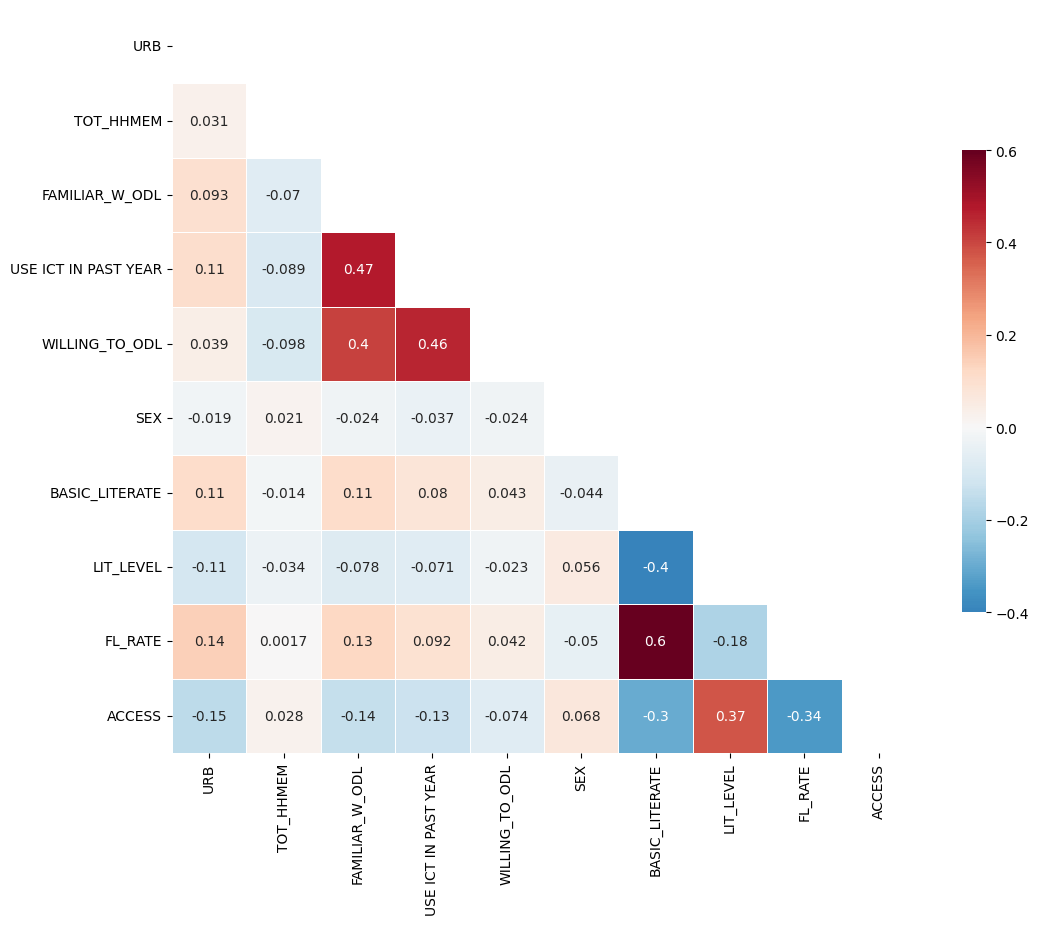 URB
TOT_HHMEM 0.031
FAMILIAR_W_ODL 0.093 -0.07
USE ICT IN PAST YEAR 0.11 -0.089 0.47
WILLING_TO_ODL 0.039 -0.098 0.4 0.46
SEX -0.019 0.021 -0.024 -0.037 -0.024
BASIC_LITERATE 0.11 -0.014 0.11 0.08 0.043 -0.044
LIT_LEVEL -0.11 -0.034 -0.078 -0.071 -0.023 0.056 -0.4
FL_RATE 0.14 0.0017 0.13 0.092 0.042 -0.05 0.6 -0.18
ACCESS -0.15 0.028 -0.14 -0.13 -0.074 0.068 -0.3 0.37 -0.34
URB TOT_HHMEM FAMILIAR_W_ODL USE ICT IN PAST YEAR WILLING_TO_ODL SEX BASIC_LITERATE LIT_LEVEL FL_RATE ACCESS
0.6
0.4
0.2
0.0
−0.2
−0.4